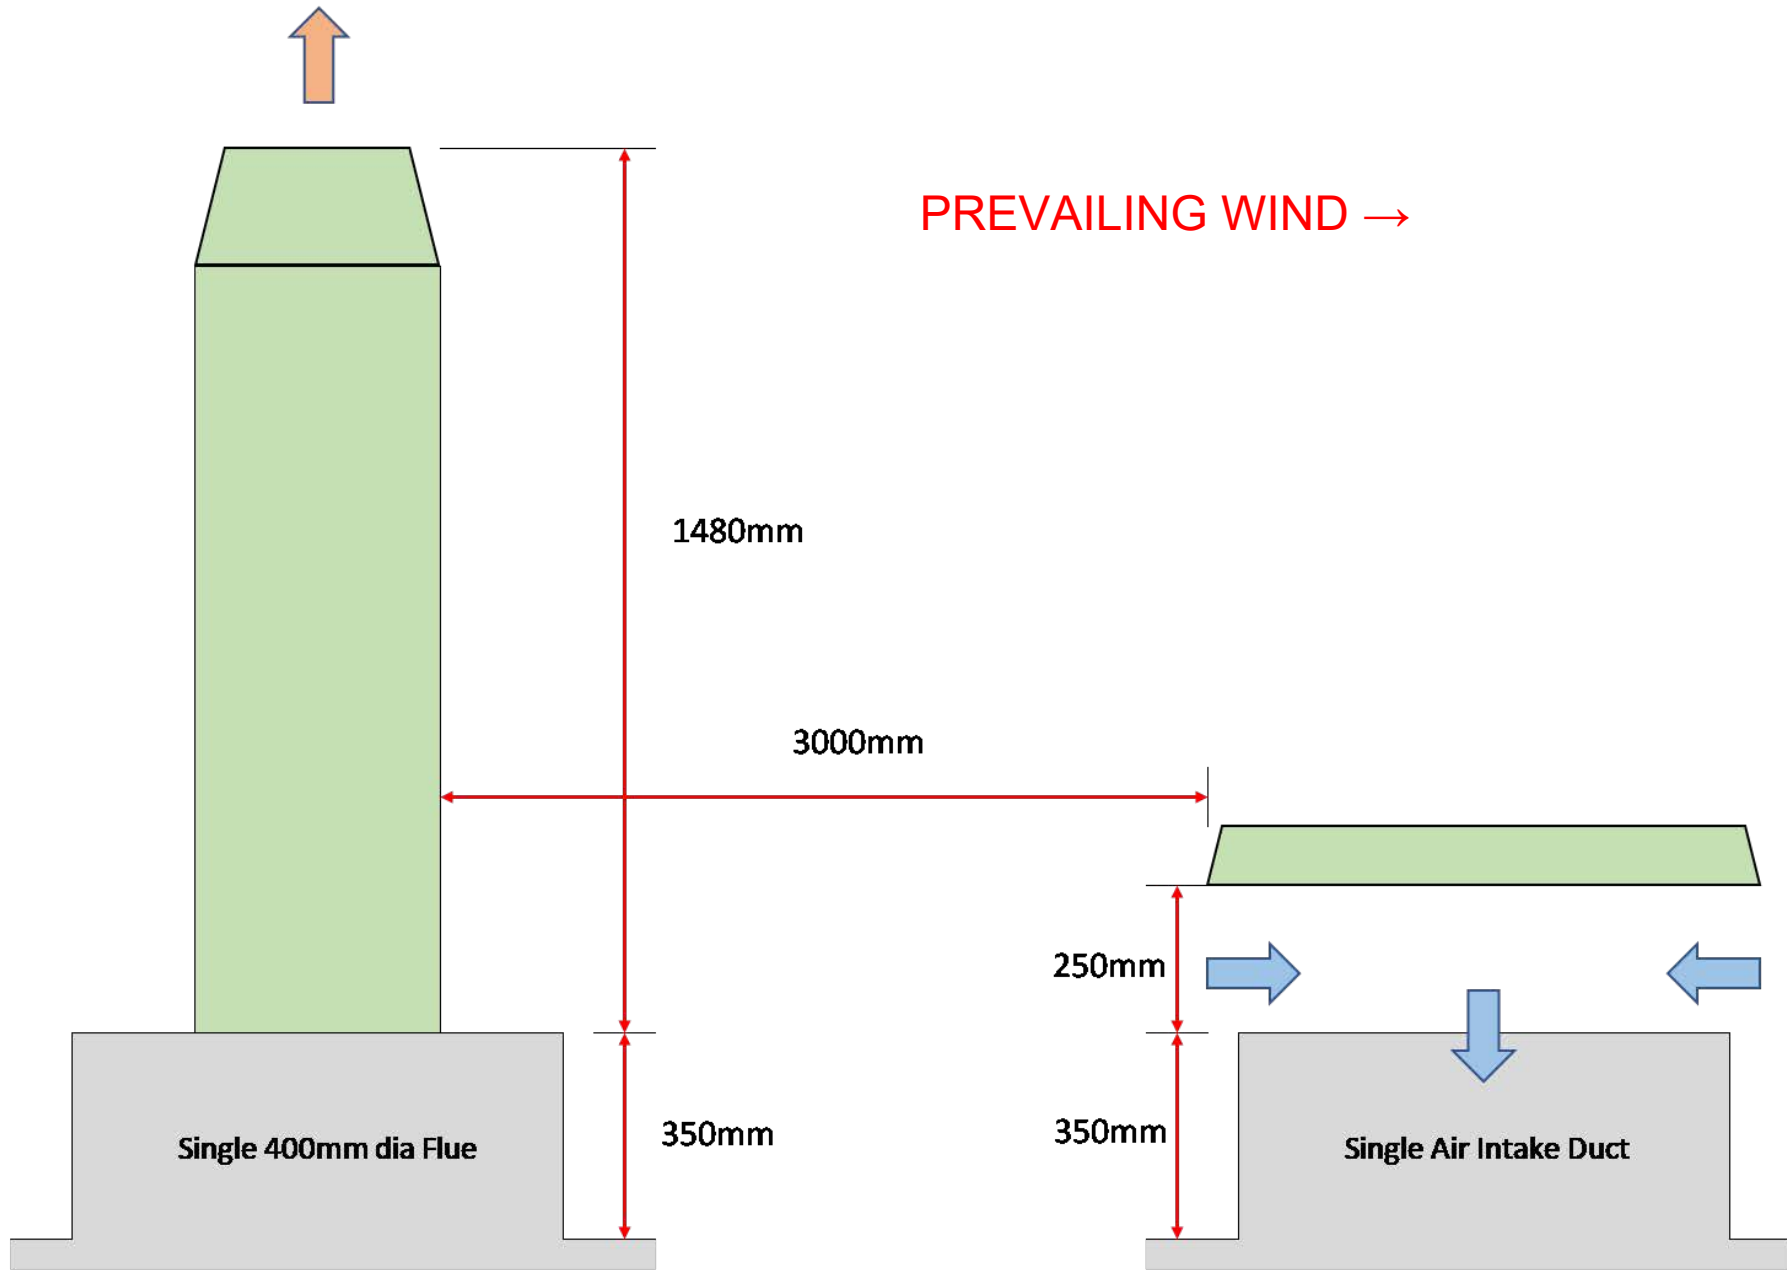 PREVAILING WIND →
1480mm
3000mm
250mm
350mm
350mm
Single 400mm dia Flue
Single Air Intake Duct